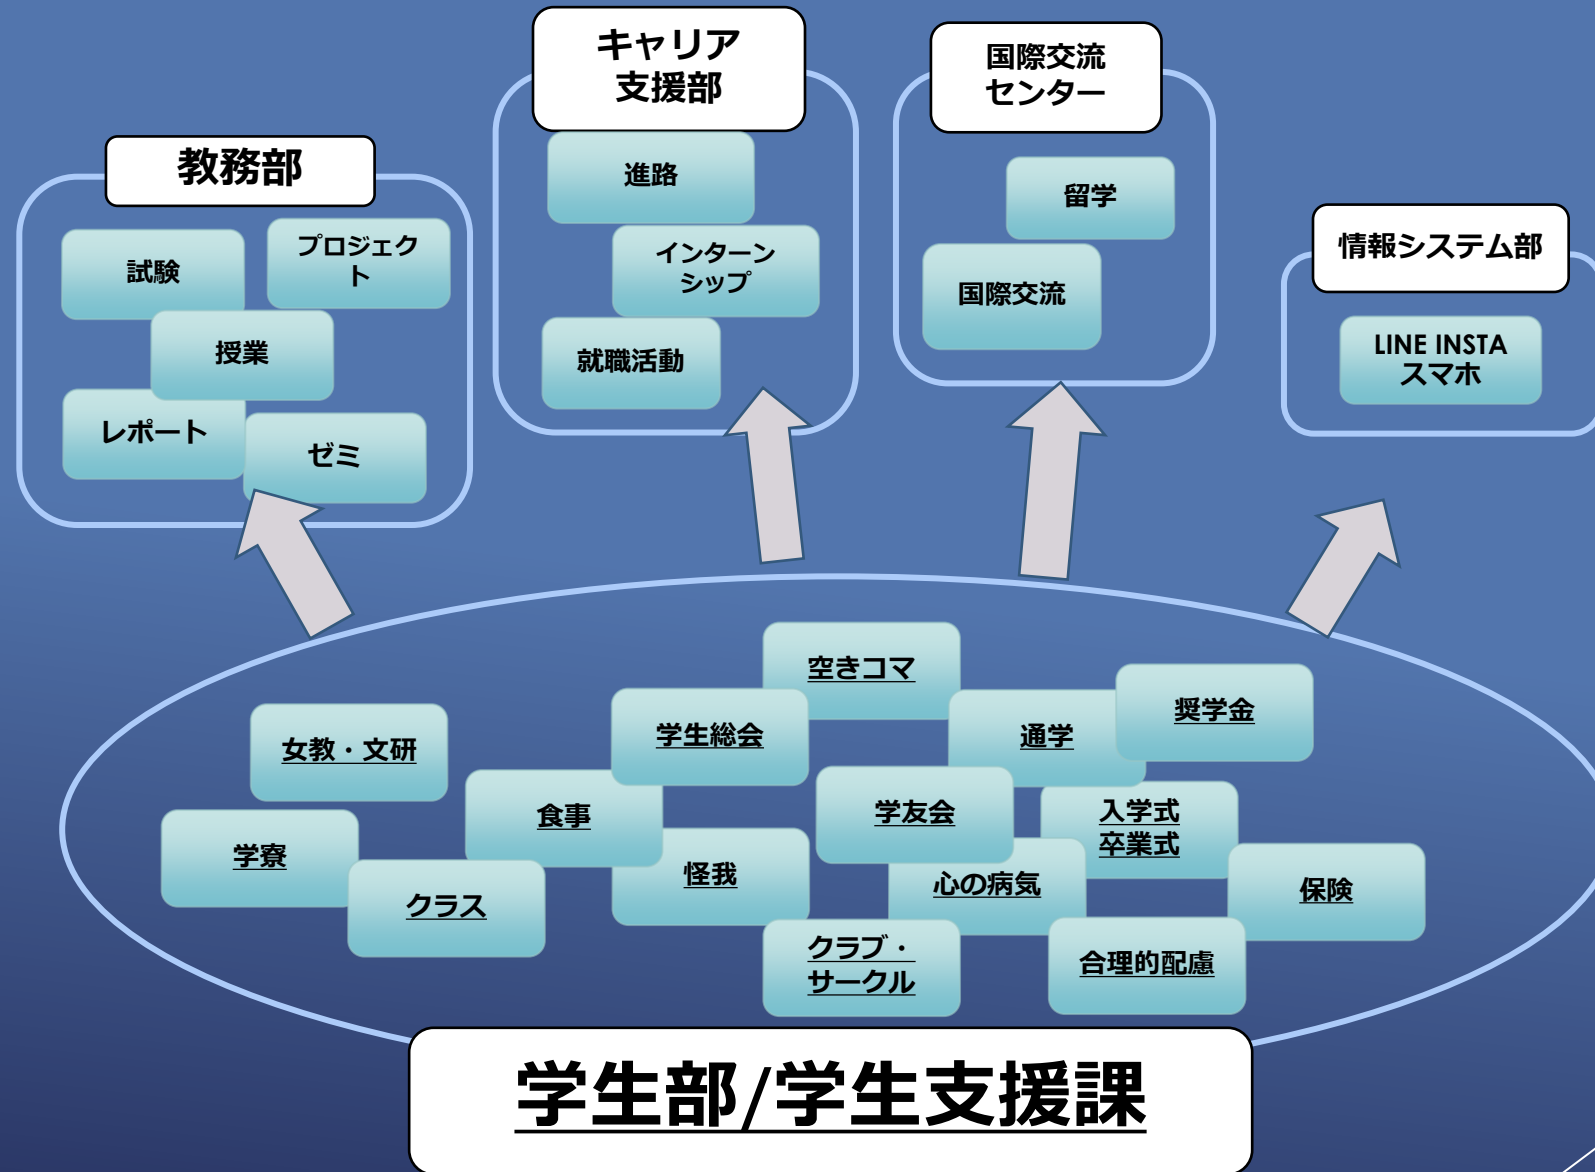 キャリア
支援部
進路
インターン
シップ
就職活動
国際交流
センター
留学
国際交流
教務部
試験
プロジェク
ト
授業
レポート
ゼミ
情報システム部
LINE INSTA
スマホ
空きコマ
奨学金
学生総会
通学
女教・文研
食事
学友会
入学式
卒業式
学寮
怪我
心の病気
保険
クラス
クラブ・
サークル
合理的配慮
学生部/学生支援課